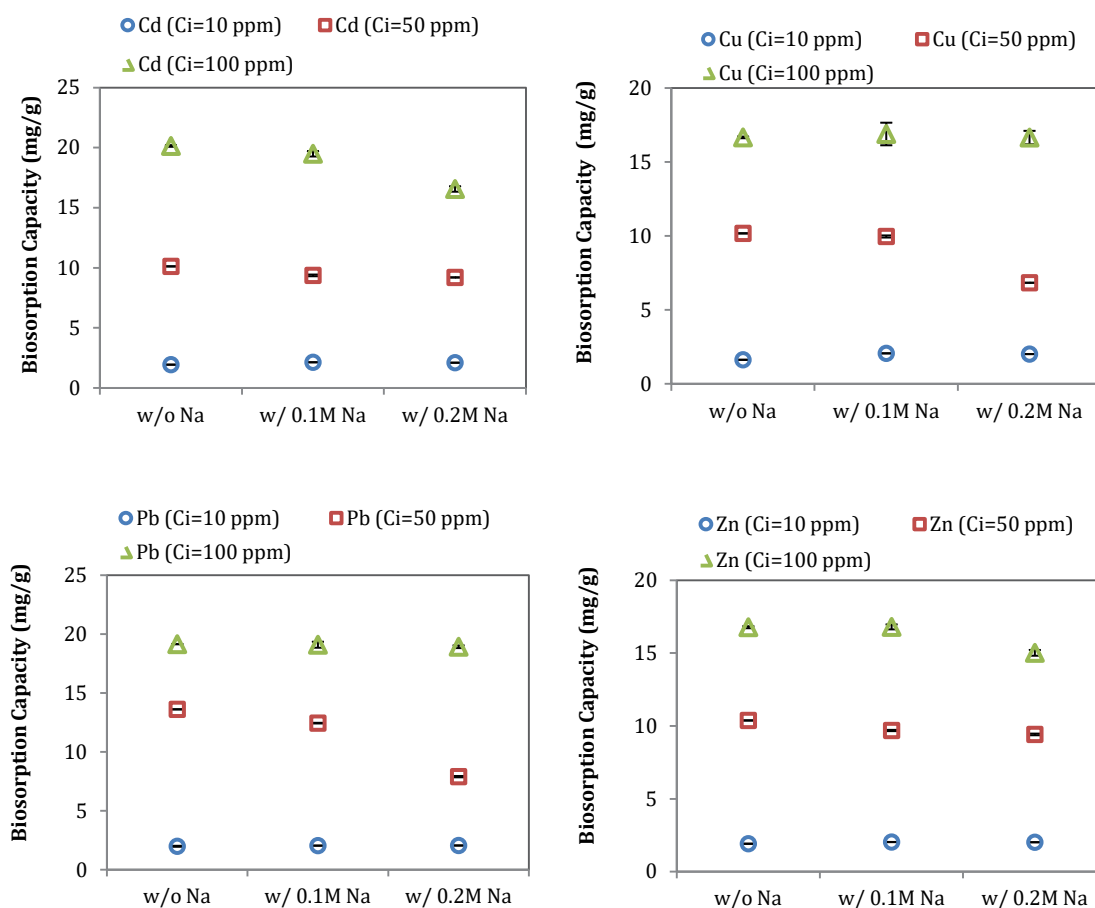 Cd (Ci=10 ppm) Cd (Ci=50 ppm)
Cd (Ci=100 ppm)
Biosorption Capacity (mg/g)
25
20
15
10
5
0
w/o Na w/ 0.1M Na w/ 0.2M Na
Cu (Ci=10 ppm) Cu (Ci=50 ppm)
Cu (Ci=100 ppm)
Biosorption Capacity (mg/g)
20
15
10
5
0
w/o Na w/ 0.1M Na w/ 0.2M Na
Pb (Ci=10 ppm) Pb (Ci=50 ppm)
Pb (Ci=100 ppm)
Biosorption Capacity (mg/g)
25
20
15
10
5
0
w/o Na w/ 0.1M Na w/ 0.2M Na
Zn (Ci=10 ppm) Zn (Ci=50 ppm)
Zn (Ci=100 ppm)
Biosorption Capacity (mg/g)
20
15
10
5
0
w/o Na w/ 0.1M Na w/ 0.2M Na